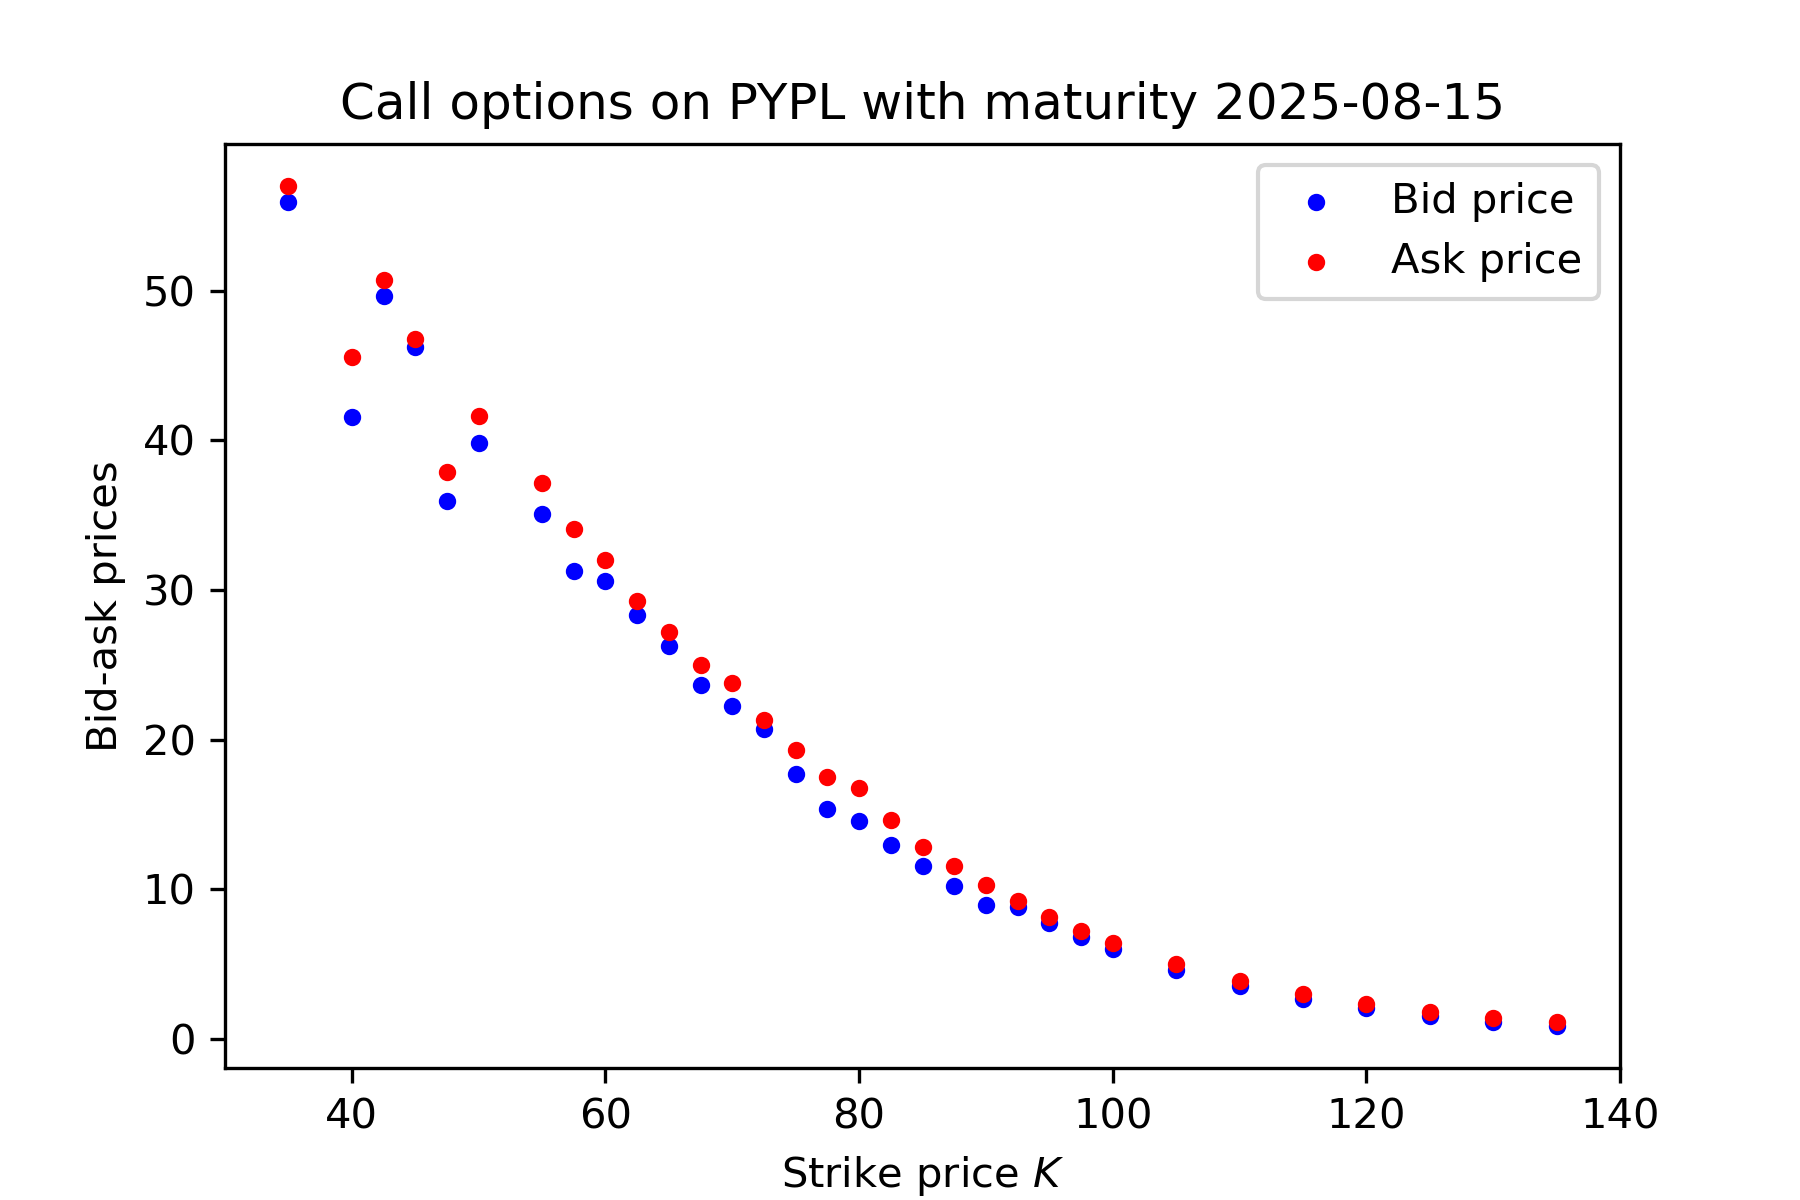 Call options on PYPL with maturity 2025-08-15
Bid price
Ask price
Bid-ask prices
50
40
30
20
10
0
40 60 80 100 120 140
Strike price K